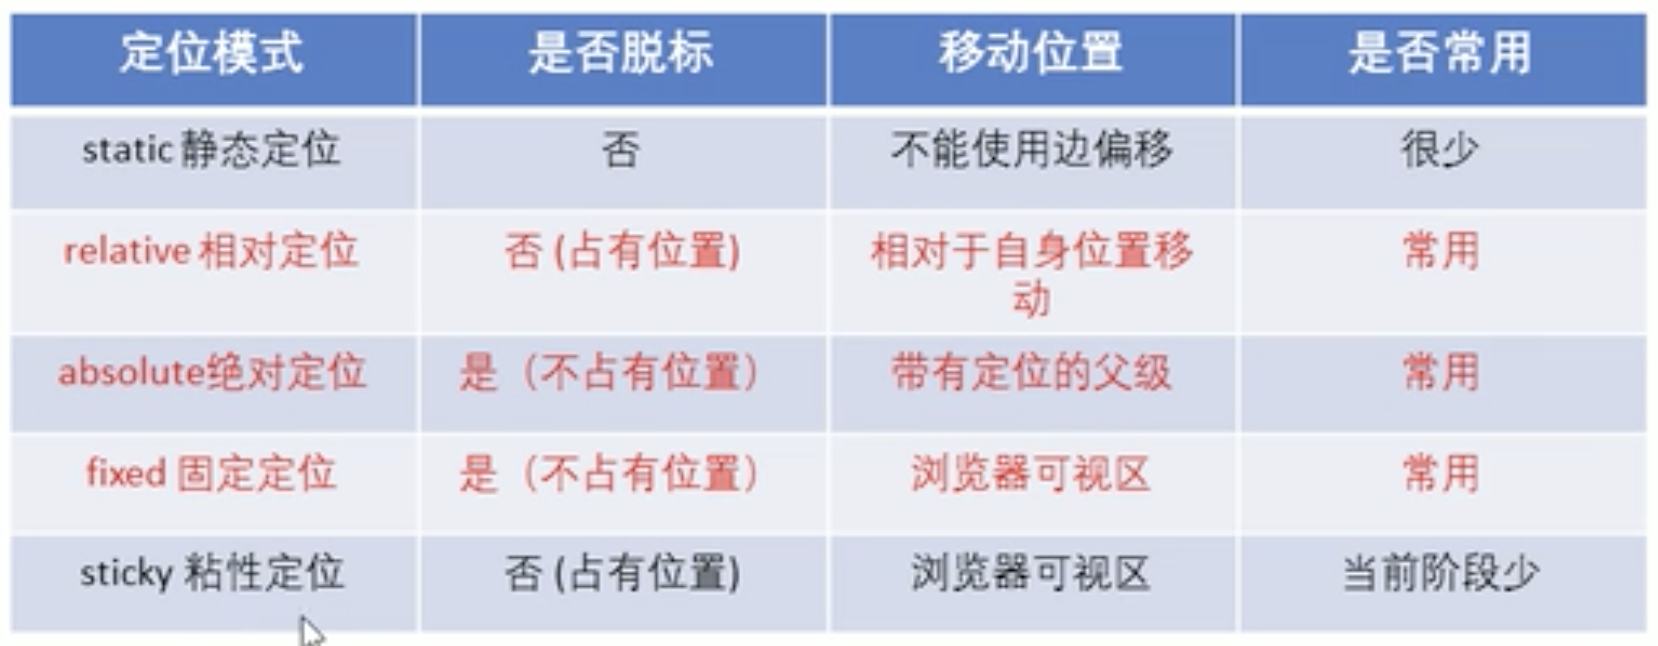 定位模式 是否脱标 移动位置 是否常用
static 静态定位 否 不能使用边偏移 很少
relative 相对定位 否 (占有位置) 相对于自身位置移 常用
动
absolute绝对定位 是（不占有位置） 带有定位的父级 常用
fixed 固定定位 是（不占有位置） 浏览器可视区 常用
sticky 粘性定位 否 (占有位置) 浏览器可视区 当前阶段少